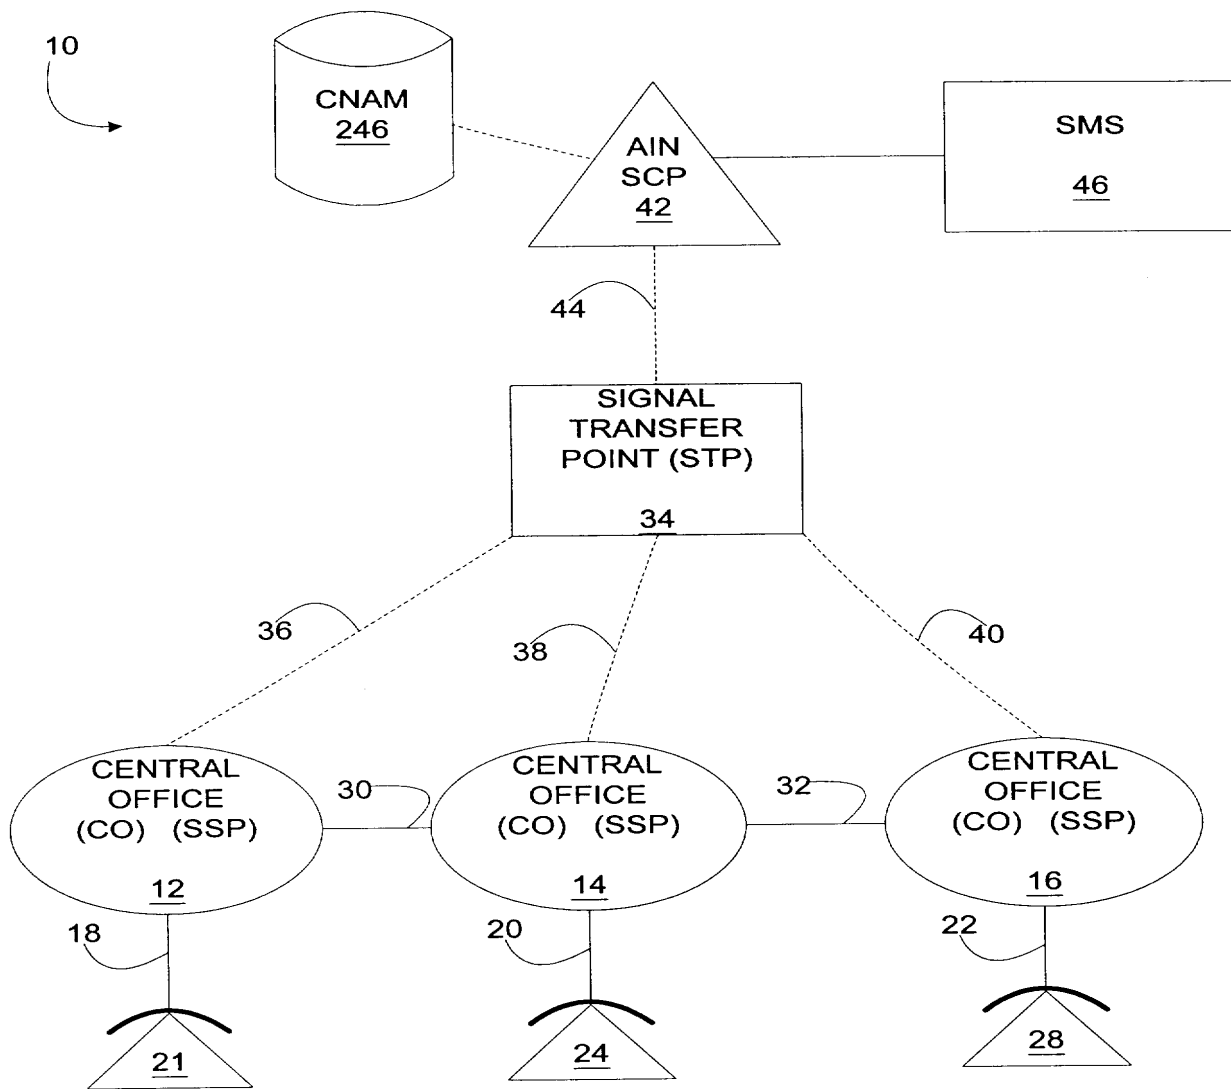 10
CNAM
246
AIN
SCP
42
SMS
46
44
SIGNAL
TRANSFER
POINT (STP)
34
36
38
40
CENTRAL
OFFICE
(CO) (SSP)
12
30
CENTRAL
OFFICE
(CO) (SSP)
14
32
CENTRAL
OFFICE
(CO) (SSP)
16
18
20
22
21
24
28